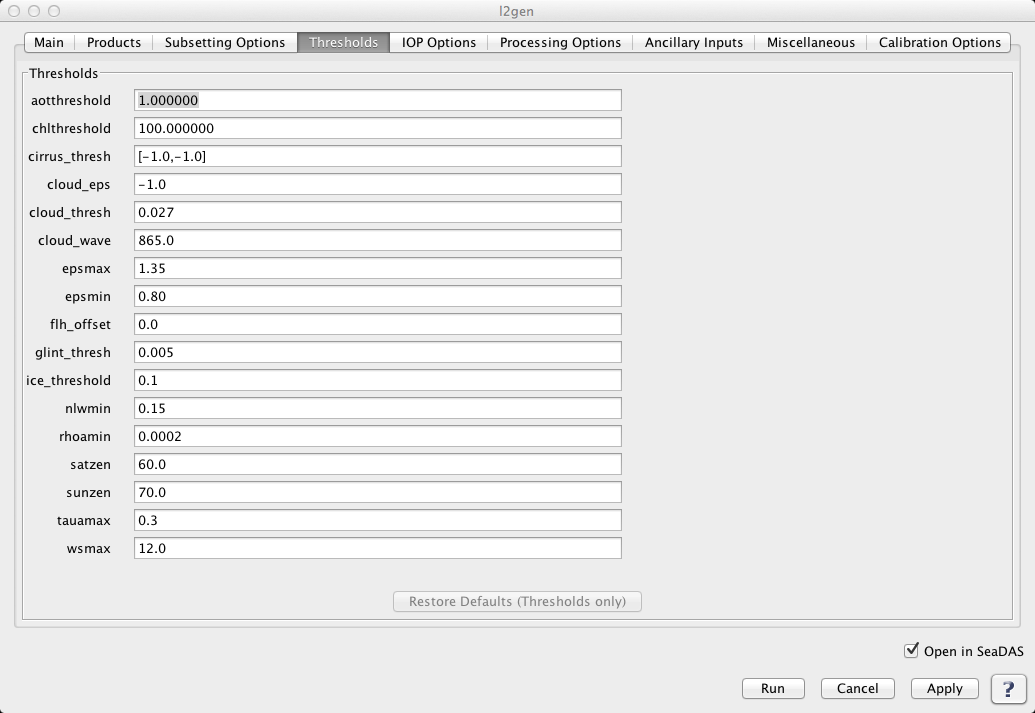 l2gen
Main Products Subsetting Options Thresholds IOP Options Processing Options Ancillary Inputs Miscellaneous Calibration Options
Thresholds
aotthreshold 1.000000
chlthreshold 100.000000
cirrus_thresh [-1.0,-1.0]
cloud_eps -1.0
cloud_thresh 0.027
cloud_wave 865.0
epsmax 1.35
epsmin 0.80
flh_offset 0.0
glint_thresh 0.005
ice_threshold 0.1
nlwmin 0.15
rhoamin 0.0002
satzen 60.0
sunzen 70.0
tauamax 0.3
wsmax 12.0
Restore Defaults (Thresholds only)
Open in SeaDAS
Run Cancel Apply ?